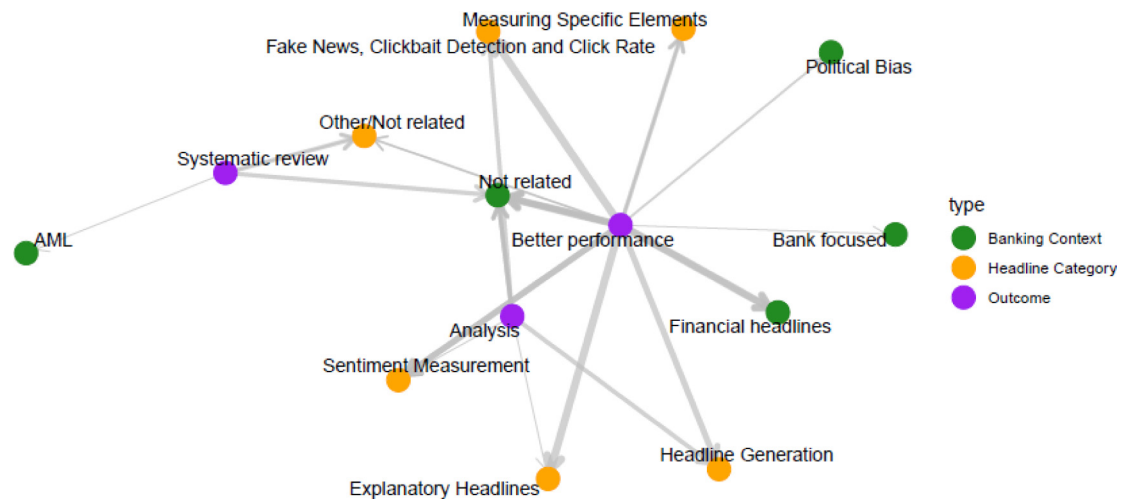 Measuring Specific Elements
Fake News, Clickbait Detection and Click Rate
Political Bias
Other/Not related
Systematic review
Not related
AML
Better performance
Bank focused
Analysis
Financial headlines
Sentiment Measurement
Headline Generation
Explanatory Headlines
type
Banking Context
Headline Category
Outcome